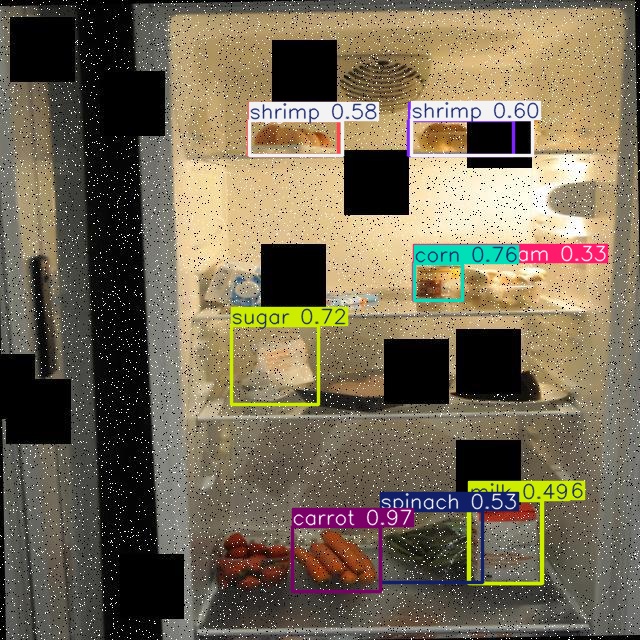 shrimp 0.58
shrimp 0.60
corn 0.76
am 0.33
sugar 0.72
milk 0.496
spinach 0.53
carrot 0.97